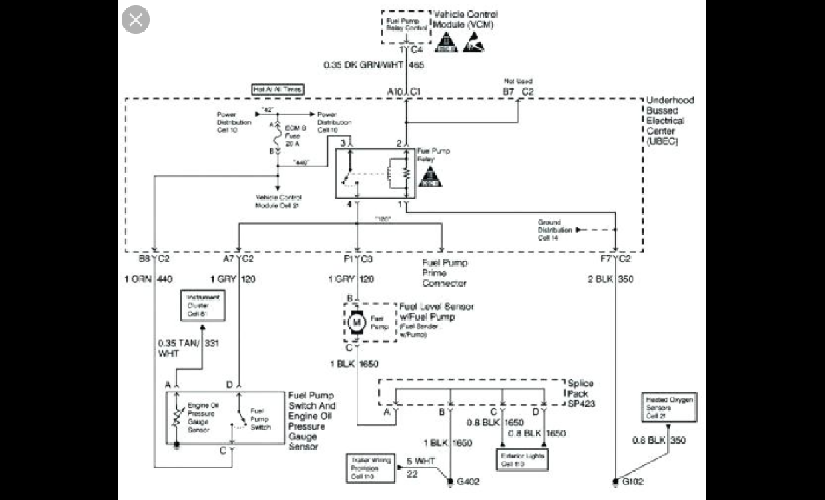 Fuel Pump
Relay Control
Vehicle Control
Module (VCM)
1 C4
0.35 DK GRN/WHT 465
Hot At All Times
A10 C1
Not Used
B7 C2
Underhood
Bussed
Electrical
Center
(UBEC)
Power
Distribution
Cell 10
"42"
Power
Distribution
Cell 10
A
ECM B
Fuse
20 A
B
"440"
3
2
Fuel Pump
Relay
Vehicle Control
Module Cell 21
4
1
"120"
Ground
Distribution
Cell 14
B8 C2
A7 C2
F1 C3
Fuel Pump
Prime
Connector
F7 C2
1 ORN 440
1 GRY 120
1 GRY 120
2 BLK 350
Instrument
Cluster
Cell 81
B
M
Fuel
Pump
Fuel Level Sensor
w/Fuel Pump
(Fuel Sender
w/Pump)
C
0.35 TAN/ 331
WHT
1 BLK 1650
A
D
Engine Oil
Pressure
Gauge
Sensor
Fuel
Pump
Switch
Fuel Pump
Switch And
Engine Oil
Pressure
Gauge
Sensor
C
Splice
Pack
SP423
A
B
C
D
0.8 BLK 1650
0.8 BLK 1650
1 BLK 1650
Heated Oxygen
Sensors
Cell 21
0.8 BLK 350
Trailer Wiring
Provision
5 WHT
22
Exterior Lights
Cell 110
G402
G102